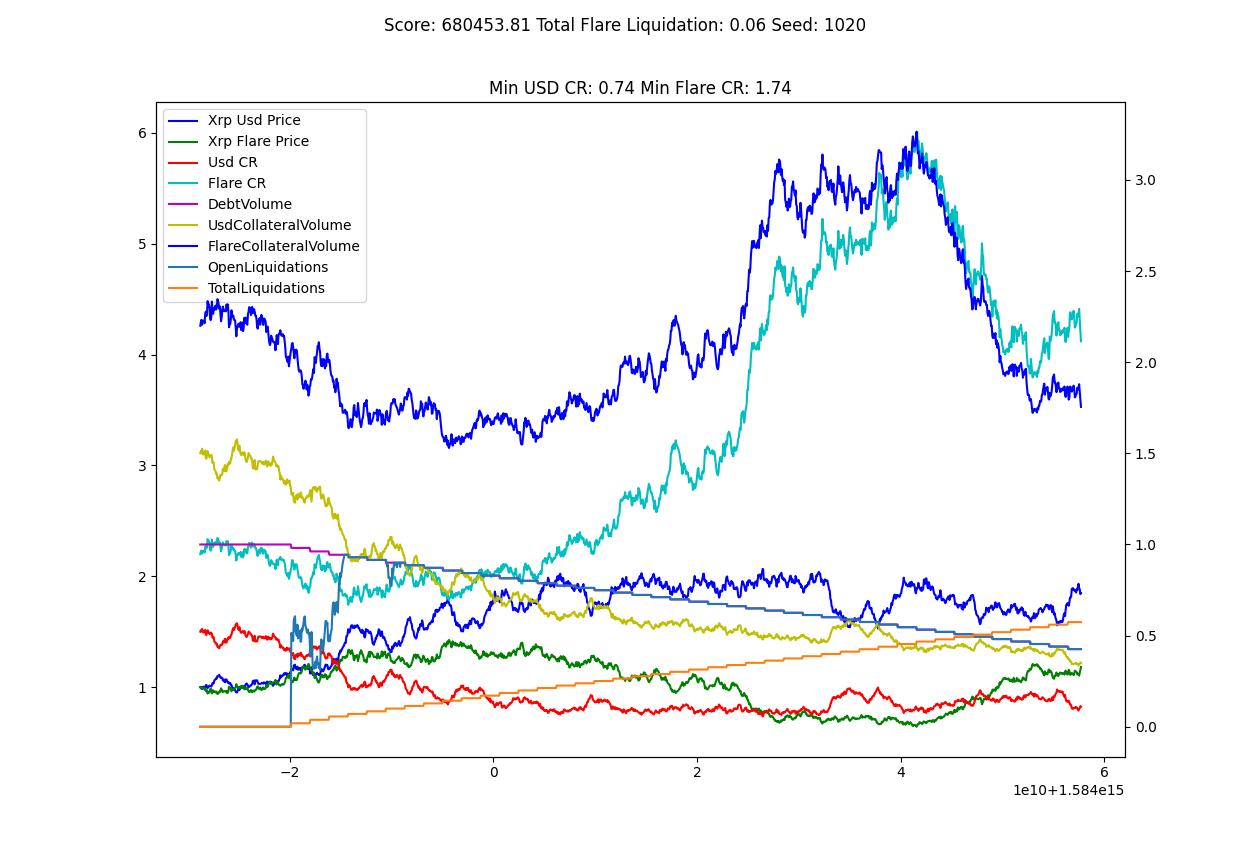 Score: 680453.81 Total Flare Liquidation: 0.06 Seed: 1020
Min USD CR: 0.74 Min Flare CR: 1.74
Xrp Usd Price
Xrp Flare Price
Usd CR
Flare CR
DebtVolume
UsdCollateralVolume
FlareCollateralVolume
OpenLiquidations
TotalLiquidations
6
5
4
3
2
1
3.0
2.5
2.0
1.5
1.0
0.5
0.0
−2 0 2 4 6
1e10+1.584e15